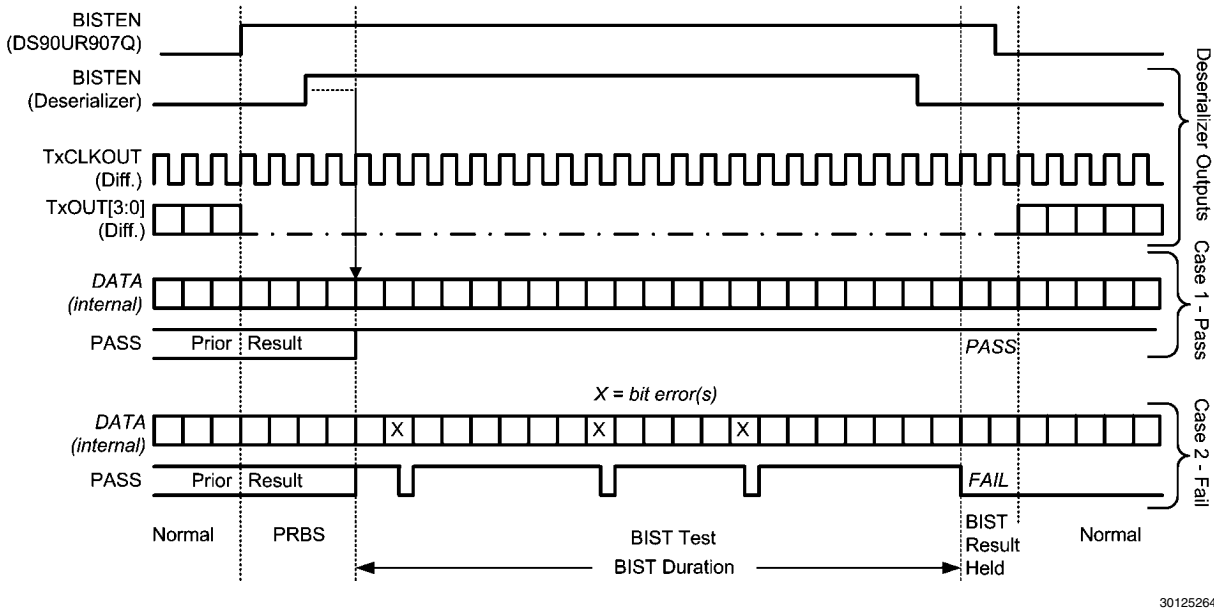 BISTEN
(DS90UR907Q)
BISTEN
(Deserializer)
TxCLKOUT
(Diff.)
TxOUT[3:0]
(Diff.)
Deserializer Outputs
DATA
(internal)
PASS
Prior Result
PASS
Case 1 - Pass
X = bit error(s)
DATA
(internal)
X X X
PASS
Prior Result
FAIL
Case 2 - Fail
Normal
PRBS
BIST Test
BIST Duration
BIST
Result
Held
Normal
30125264